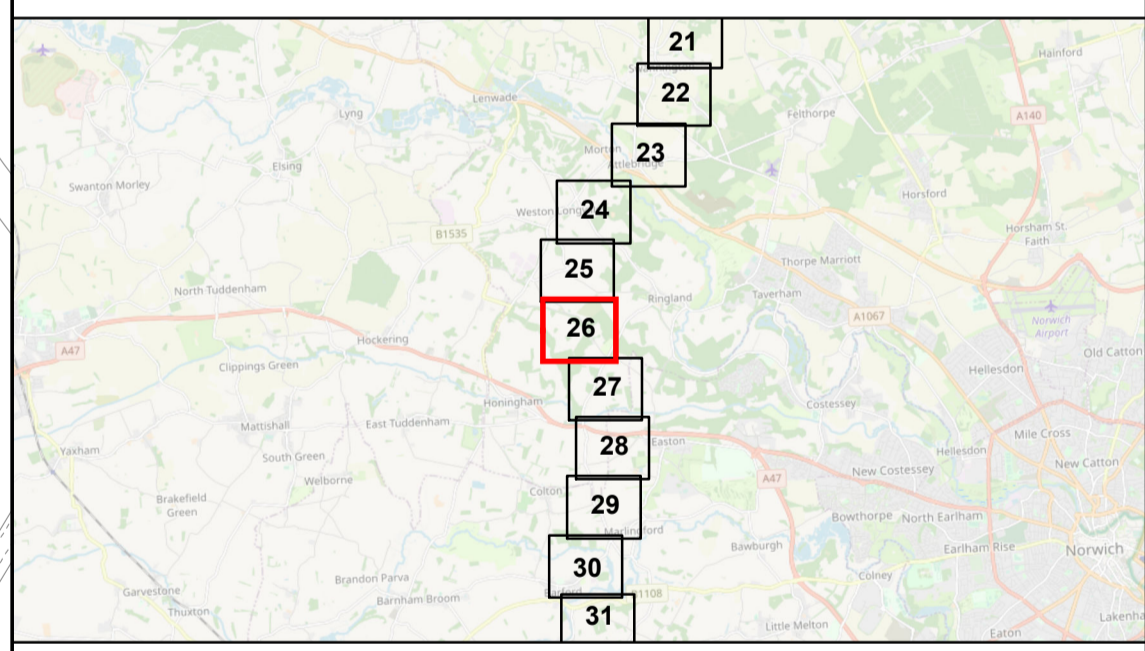 21
Hainford
22
Lenwade
Lyng
Felthorpe
A140
Morton
23
Attlebridge
Elsing
Swanton Morley
Horsford
Weston Long
24
B1535
Horsham St.
Faith
Thorpe Marriott
25
North Tuddenham
Ringland
Taverham
A1067
26
Norwich
Airport
Hockering
A47
Old Catton
Clippings Green
Hellesdon
27
Honingham
Costessey
Mattishall
East Tuddenham
Mile Cross
28
Easton
Yaxham
South Green
Hellesdon
New Catton
New Costessey
Welborne
A47
Colton
Brakefield
Green
29
Bowthorpe
North Earlham
Marlingford
Bawburgh
Earlham Rise
Norwich
30
Brandon Parva
Colney
Garvestone
Barford
B1108
Barnham Broom
Thuxton
31
Little Melton
Lakenha
Eaton